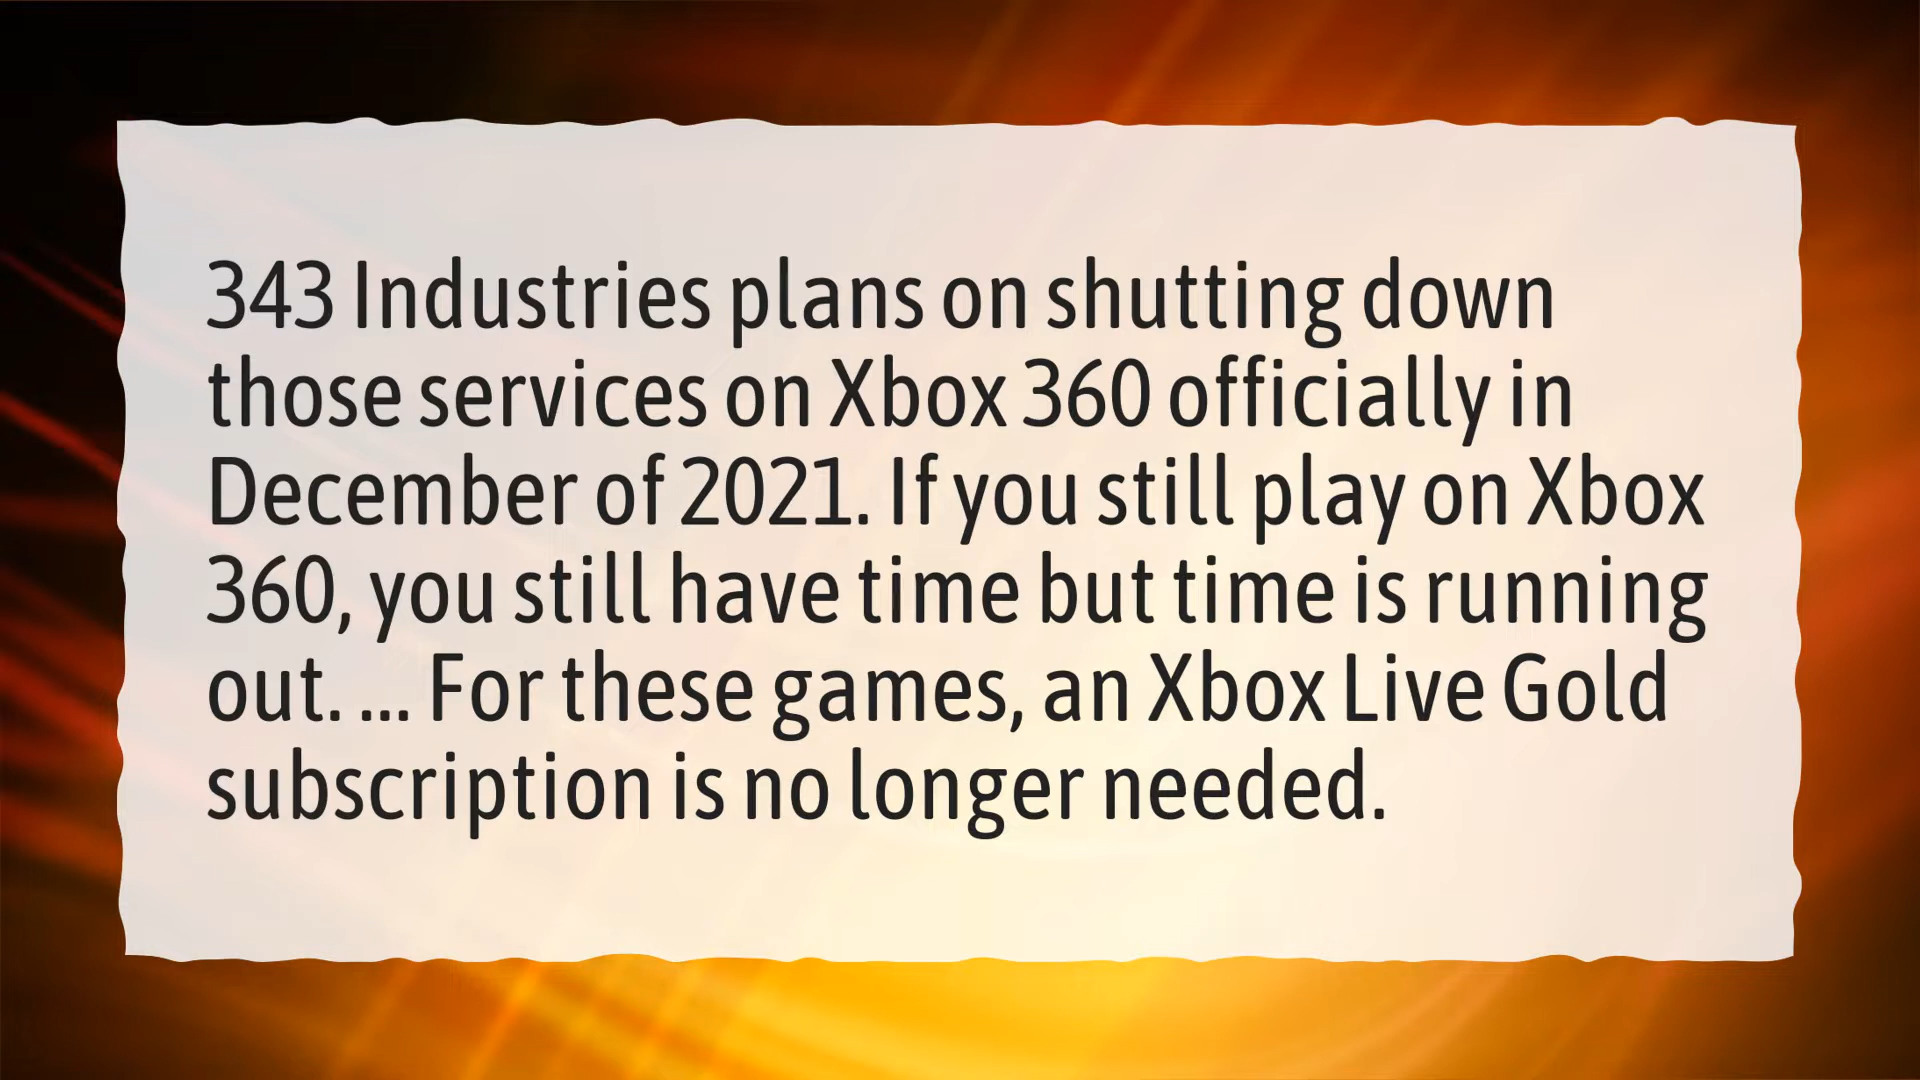 343 Industries plans on shutting down
those services on Xbox 360 officially in
December of 2021. If you still play on Xbox
360, you still have time but time is running
out. ... For these games, an Xbox Live Gold
subscription is no longer needed.